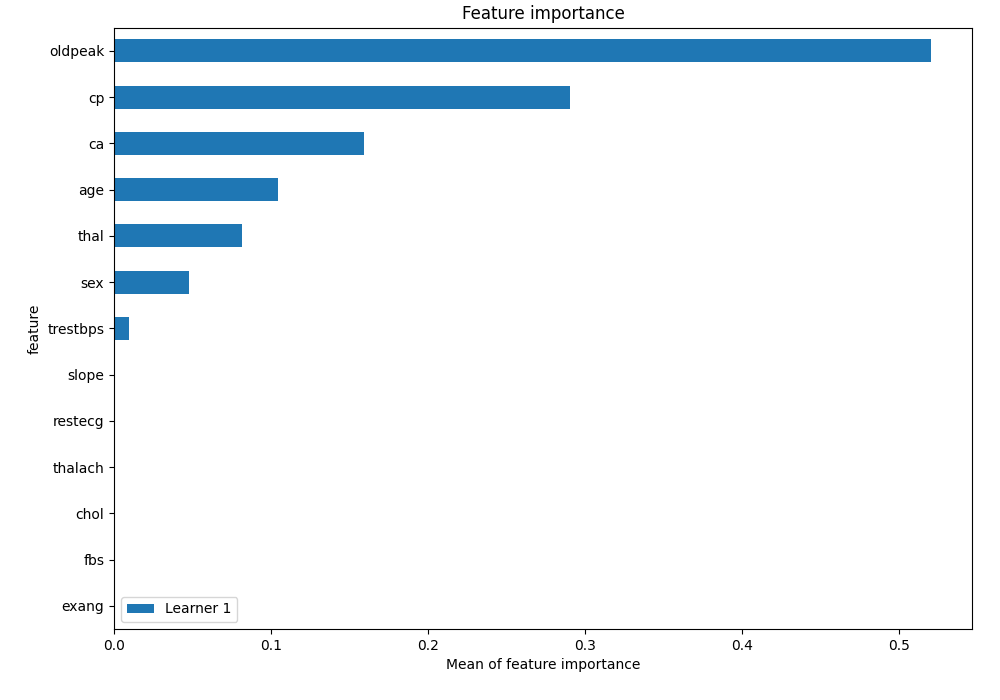 Feature importance
oldpeak
cp
ca
age
thal
sex
trestbps
slope
restecg
thalach
chol
fbs
exang
feature
Learner 1
0.0 0.1 0.2 0.3 0.4 0.5
Mean of feature importance